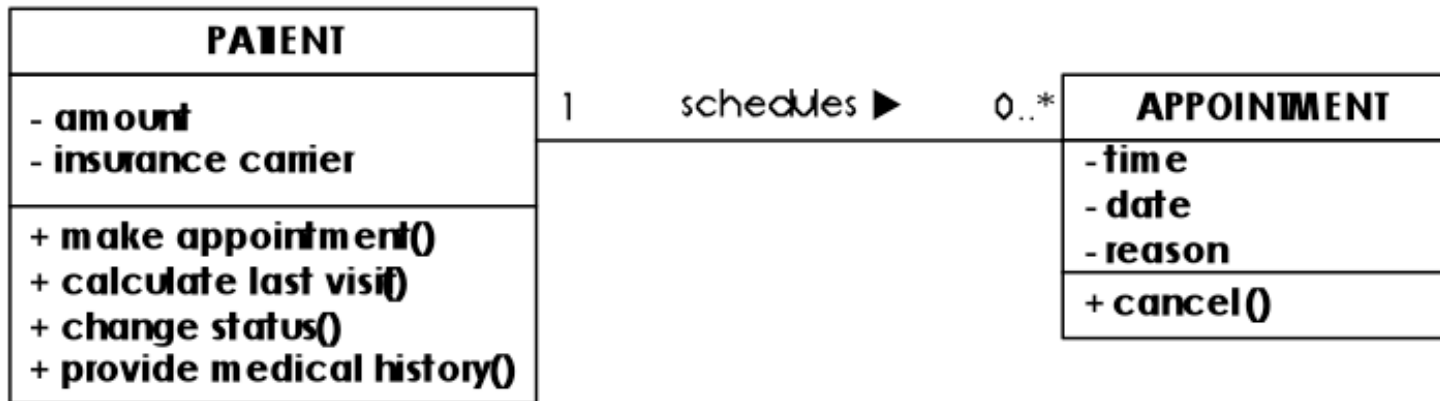 PATIENT
- amount
- insurance carrier
+ make appointment()
+ calculate last visit()
+ change status()
+ provide medical history()
1 schedules ▶ 0..*
APPOINTMENT
- time
- date
- reason
+ cancel()